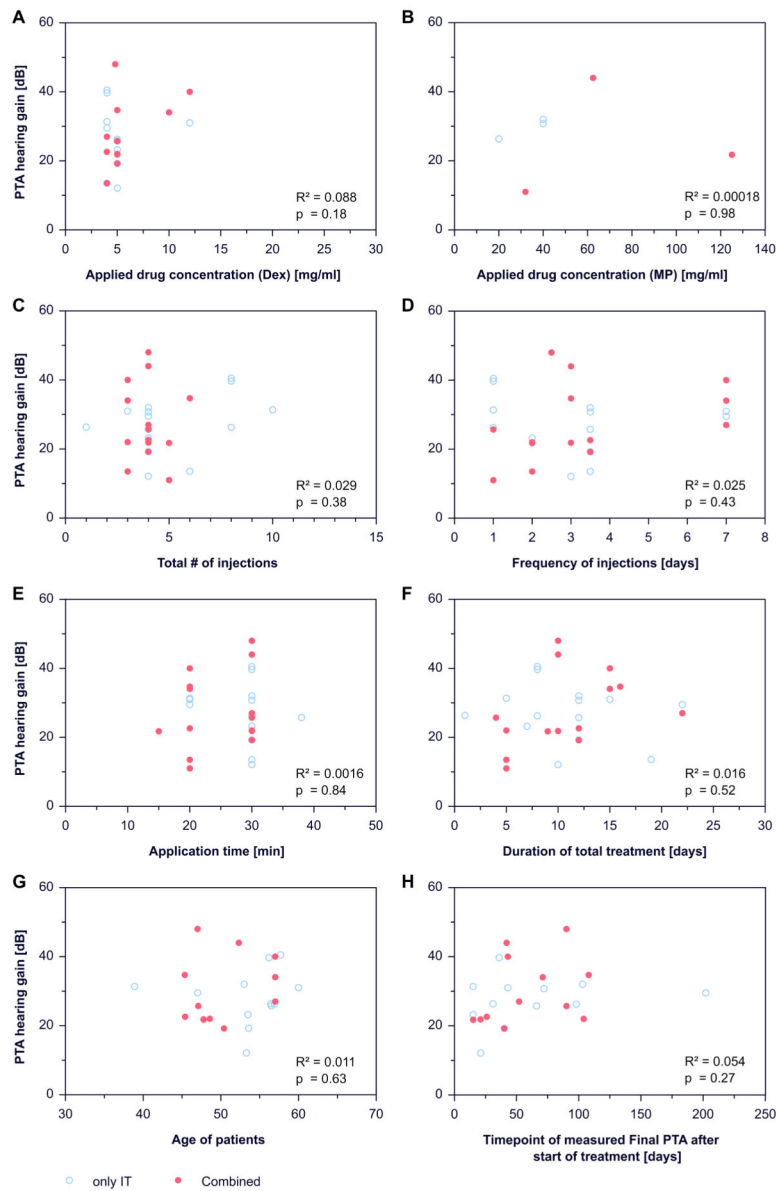 A
PTA hearing gain [dB]
60
40
20
0
R² = 0.088
p = 0.18
0 5 10 15 20 25 30
Applied drug concentration (Dex) [mg/ml]
B
60
40
20
0
R² = 0.00018
p = 0.98
0 20 40 60 80 100 120 140
Applied drug concentration (MP) [mg/ml]
C
PTA hearing gain [dB]
60
40
20
0
R² = 0.029
p = 0.38
0 5 10 15
Total # of injections
D
60
40
20
0
R² = 0.025
p = 0.43
0 1 2 3 4 5 6 7 8
Frequency of injections [days]
E
PTA hearing gain [dB]
60
40
20
0
R² = 0.0016
p = 0.84
0 10 20 30 40 50
Application time [min]
F
60
40
20
0
R² = 0.016
p = 0.52
0 5 10 15 20 25 30
Duration of total treatment [days]
G
PTA hearing gain [dB]
60
40
20
0
R² = 0.011
p = 0.63
30 40 50 60 70
Age of patients
H
60
40
20
0
R² = 0.054
p = 0.27
0 50 100 150 200 250
Timepoint of measured Final PTA after
start of treatment [days]
only IT Combined